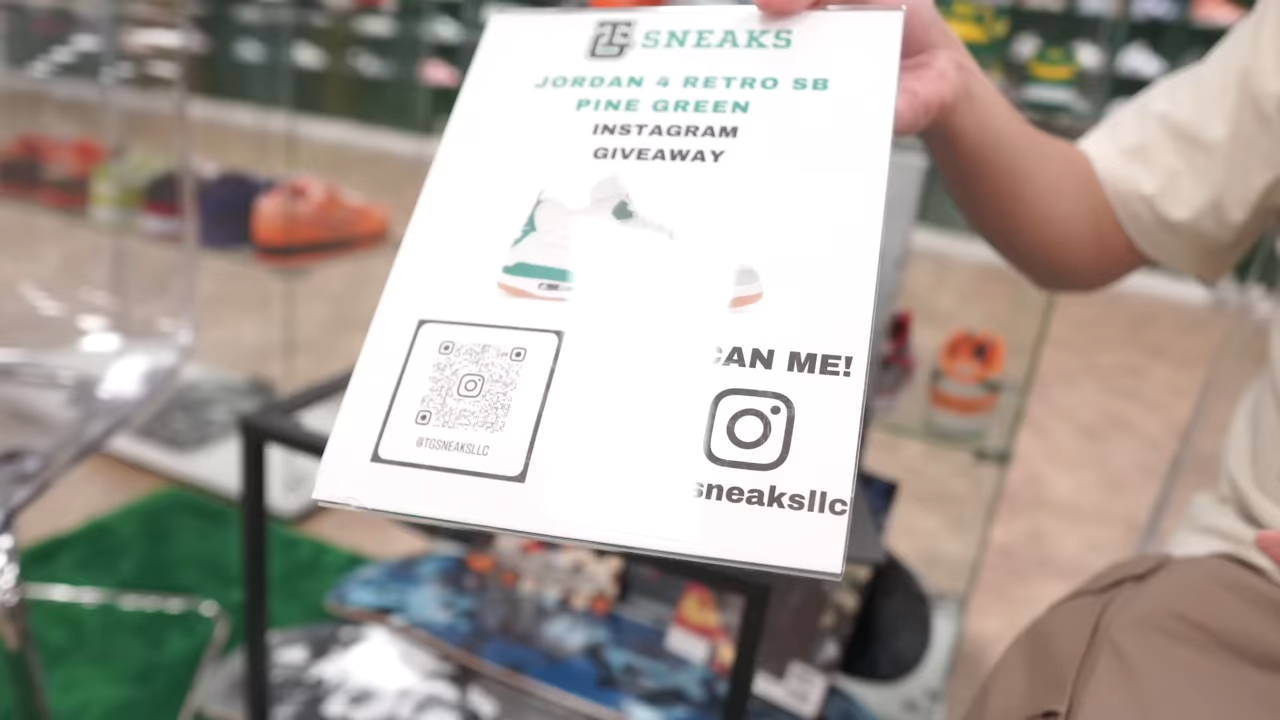 SNEAKS
JORDAN 4 RETRO SB
PINE GREEN
INSTAGRAM
GIVEAWAY
CAN ME!
@TGSNEAKSLLC
sneaksllc